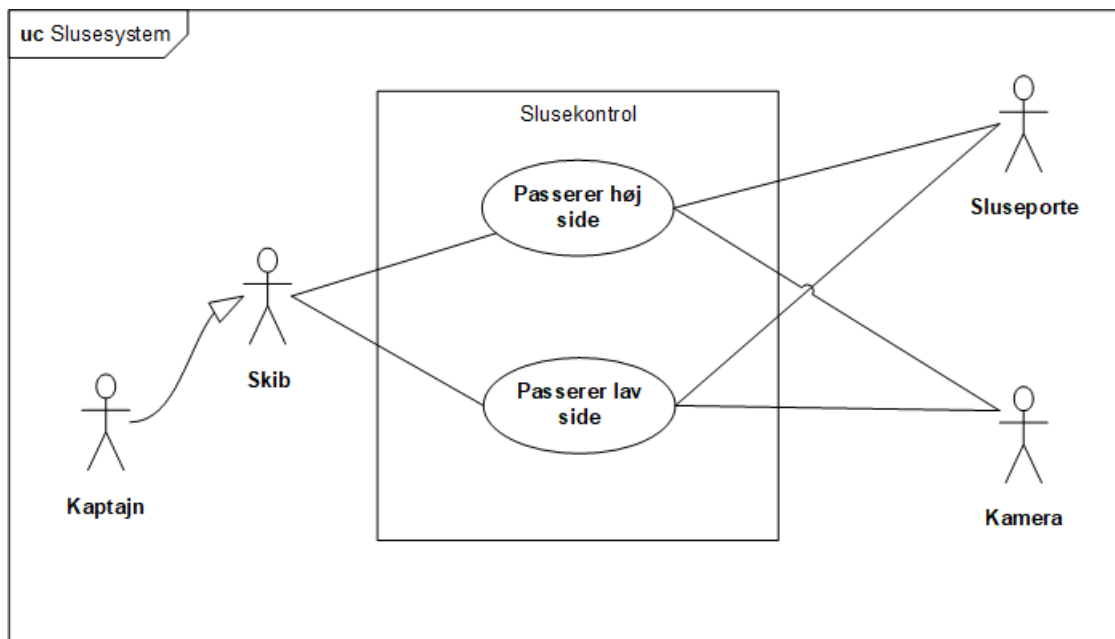 uc Slusesystem
Slusekontrol
Passerer høj
side
Sluseporte
Skib
Passerer lav
side
Kaptajn
Kamera